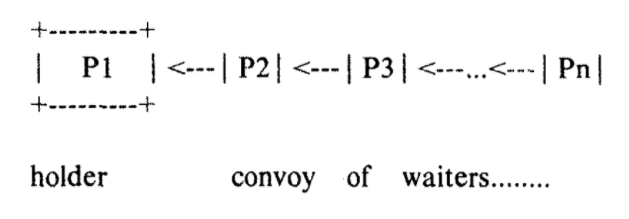 +---------+
|    P1    | <---| P2| <---| P3| <---...<---| Pn|
+---------+
holder    convoy of waiters........